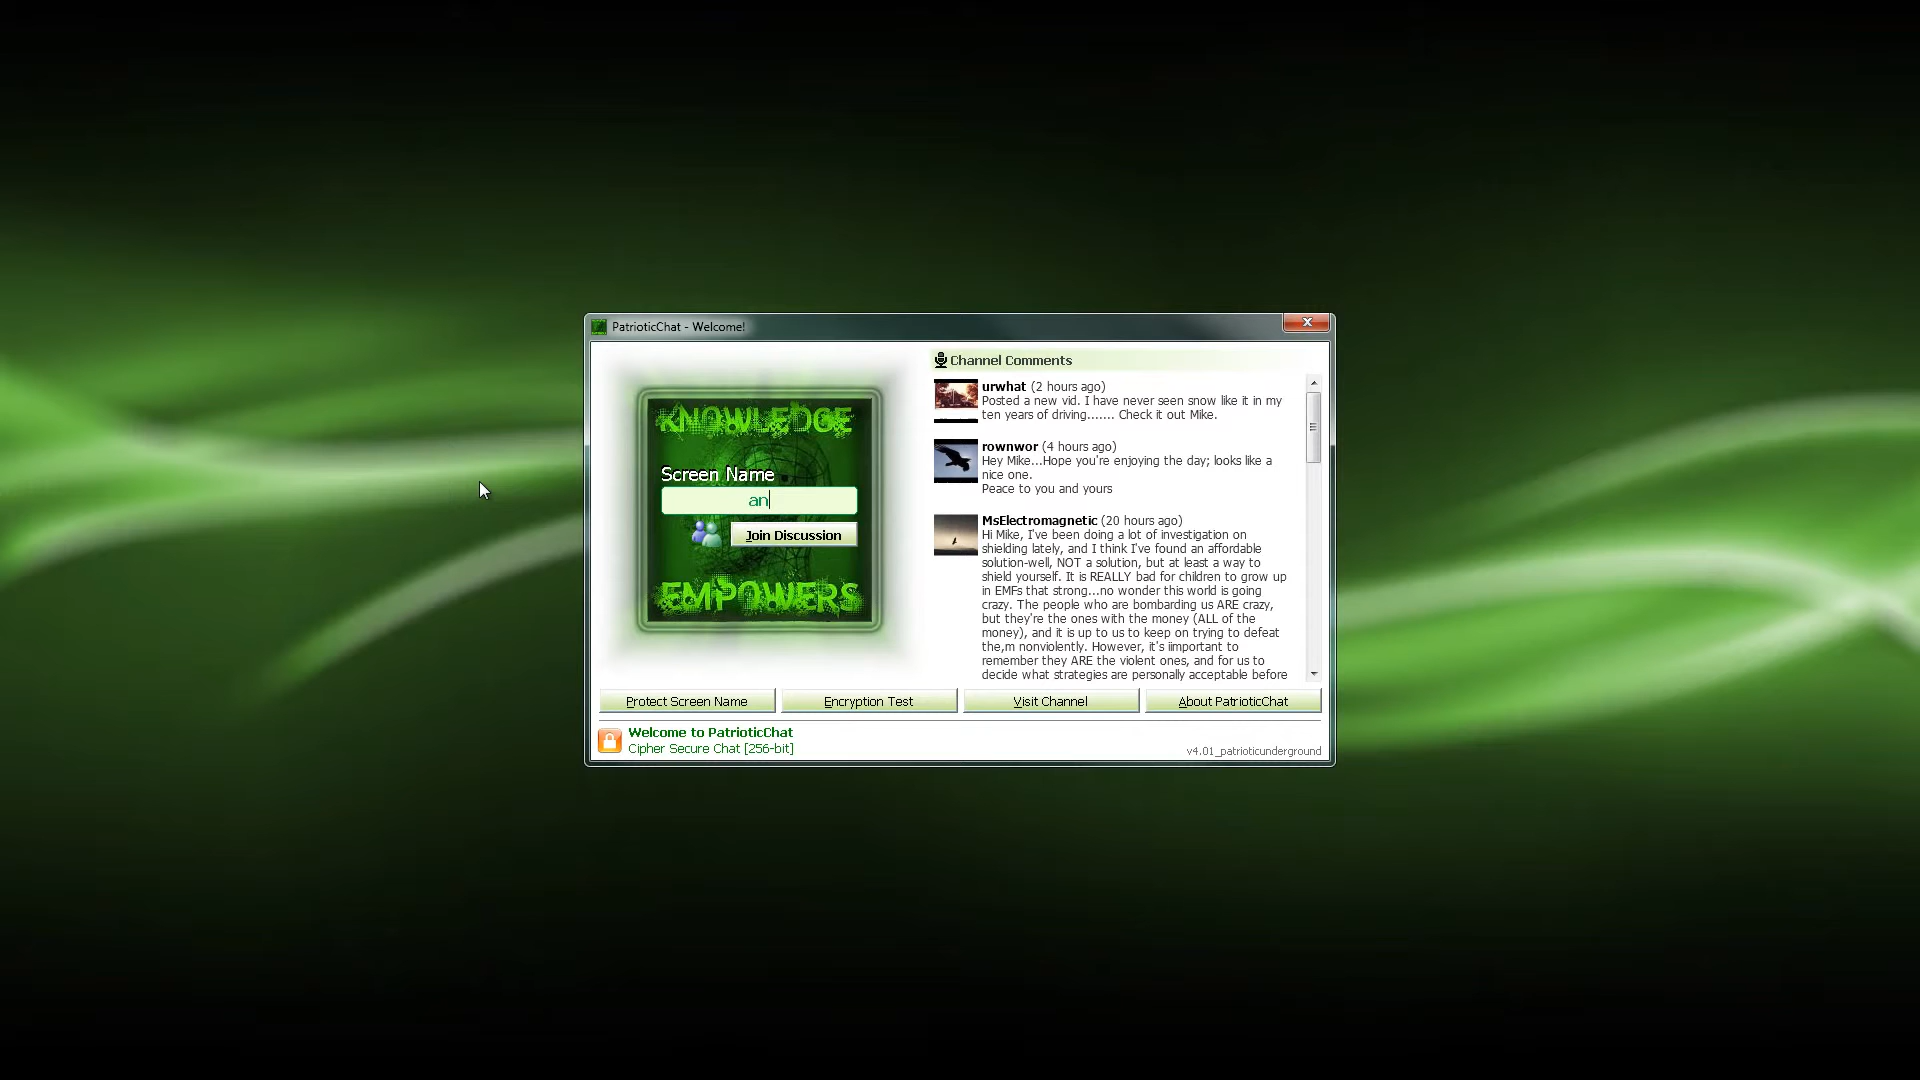 PatrioticChat - Welcome!
KNOWLEDGE
Screen Name
an
Join Discussion
EMPOWERS
Channel Comments
urwhat (2 hours ago)
Posted a new vid. I have never seen snow like it in my
ten years of driving....... Check it out Mike.
rownwor (4 hours ago)
Hey Mike...Hope you're enjoying the day; looks like a
nice one.
Peace to you and yours
MsElectromagnetic (20 hours ago)
Hi Mike, I've been doing a lot of investigation on
shielding lately, and I think I've found an affordable
solution-well, NOT a solution, but at least a way to
shield yourself. It is REALLY bad for children to grow up
in EMFs that strong...no wonder this world is going
crazy. The people who are bombarding us ARE crazy,
but they're the ones with the money (ALL of the
money), and it is up to us to keep on trying to defeat
the,m nonviolently. However, it's iimportant to
remember they ARE the violent ones, and for us to
decide what strategies are personally acceptable before
Protect Screen Name
Encryption Test
Visit Channel
About PatrioticChat
Welcome to PatrioticChat
Cipher Secure Chat [256-bit]
v4.01_patrioticunderground